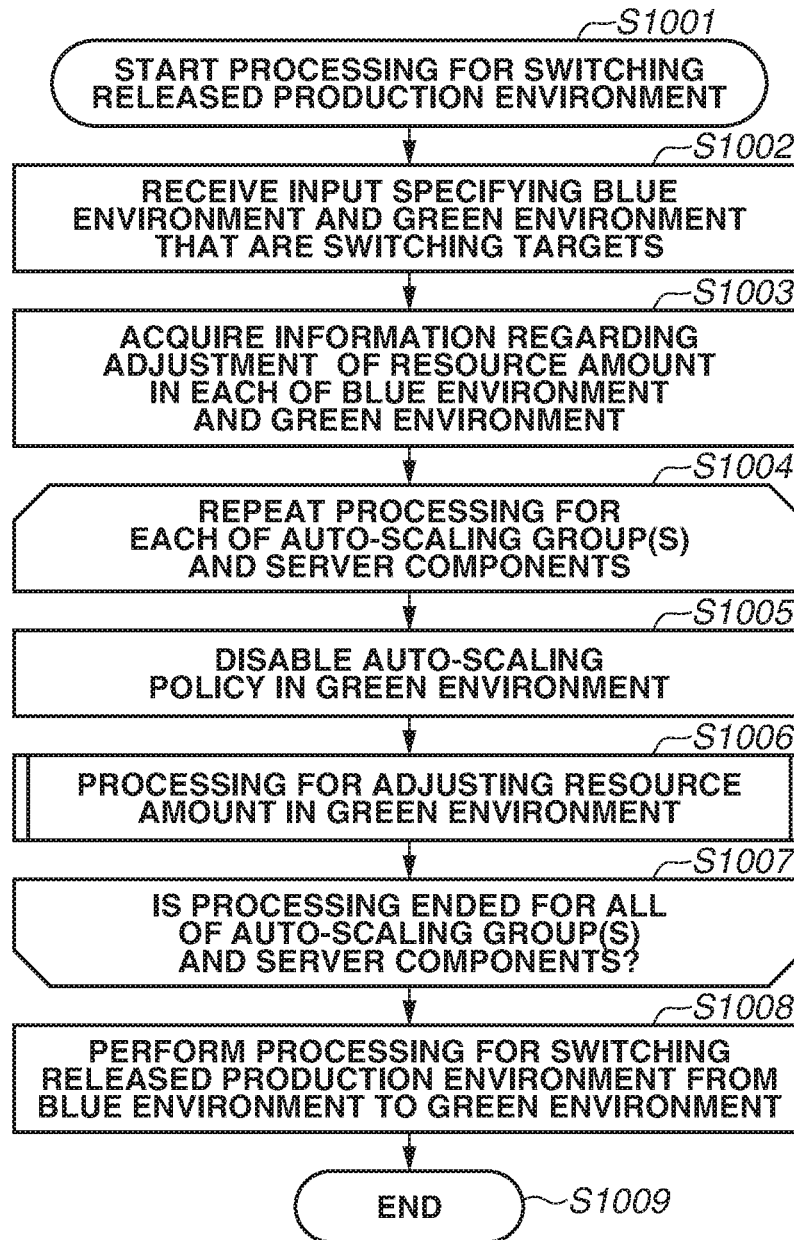 S1001
START PROCESSING FOR SWITCHING
RELEASED PRODUCTION ENVIRONMENT
S1002
RECEIVE INPUT SPECIFYING BLUE
ENVIRONMENT AND GREEN ENVIRONMENT
THAT ARE SWITCHING TARGETS
S1003
ACQUIRE INFORMATION REGARDING
ADJUSTMENT OF RESOURCE AMOUNT
IN EACH OF BLUE ENVIRONMENT
AND GREEN ENVIRONMENT
S1004
REPEAT PROCESSING FOR
EACH OF AUTO-SCALING GROUP(S)
AND SERVER COMPONENTS
S1005
DISABLE AUTO-SCALING
POLICY IN GREEN ENVIRONMENT
S1006
PROCESSING FOR ADJUSTING RESOURCE
AMOUNT IN GREEN ENVIRONMENT
S1007
IS PROCESSING ENDED FOR ALL
OF AUTO-SCALING GROUP(S)
AND SERVER COMPONENTS?
S1008
PERFORM PROCESSING FOR SWITCHING
RELEASED PRODUCTION ENVIRONMENT FROM
BLUE ENVIRONMENT TO GREEN ENVIRONMENT
END
S1009